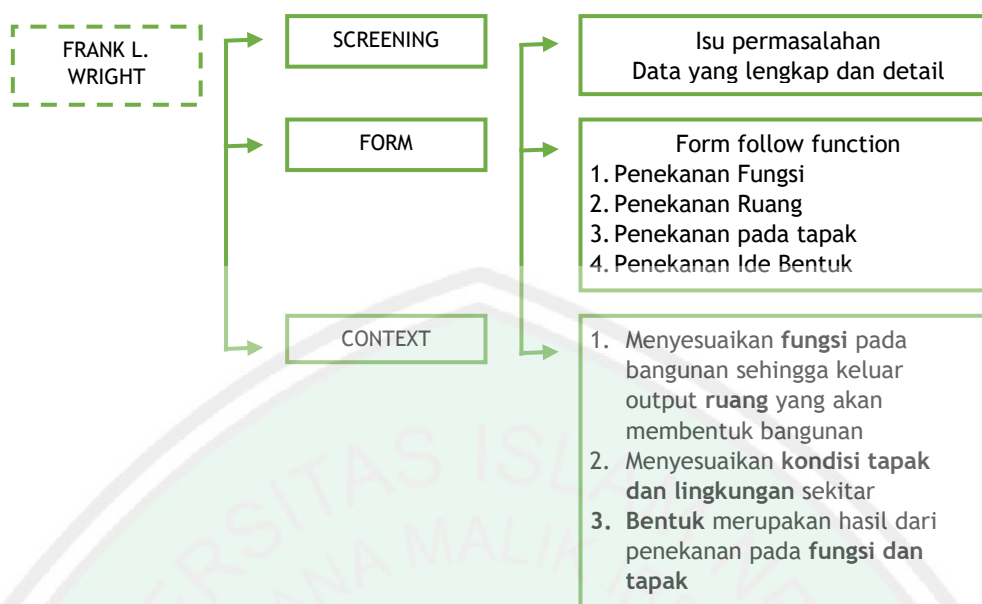 FRANK L.
WRIGHT
SCREENING
Isu permasalahan
Data yang lengkap dan detail
FORM
Form follow function
1. Penekanan Fungsi
2. Penekanan Ruang
3. Penekanan pada tapak
4. Penekanan Ide Bentuk
CONTEXT
1. Menyesuaikan fungsi pada
bangunan sehingga keluar
output ruang yang akan
membentuk bangunan
2. Menyesuaikan kondisi tapak
dan lingkungan sekitar
3. Bentuk merupakan hasil dari
penekanan pada fungsi dan
tapak